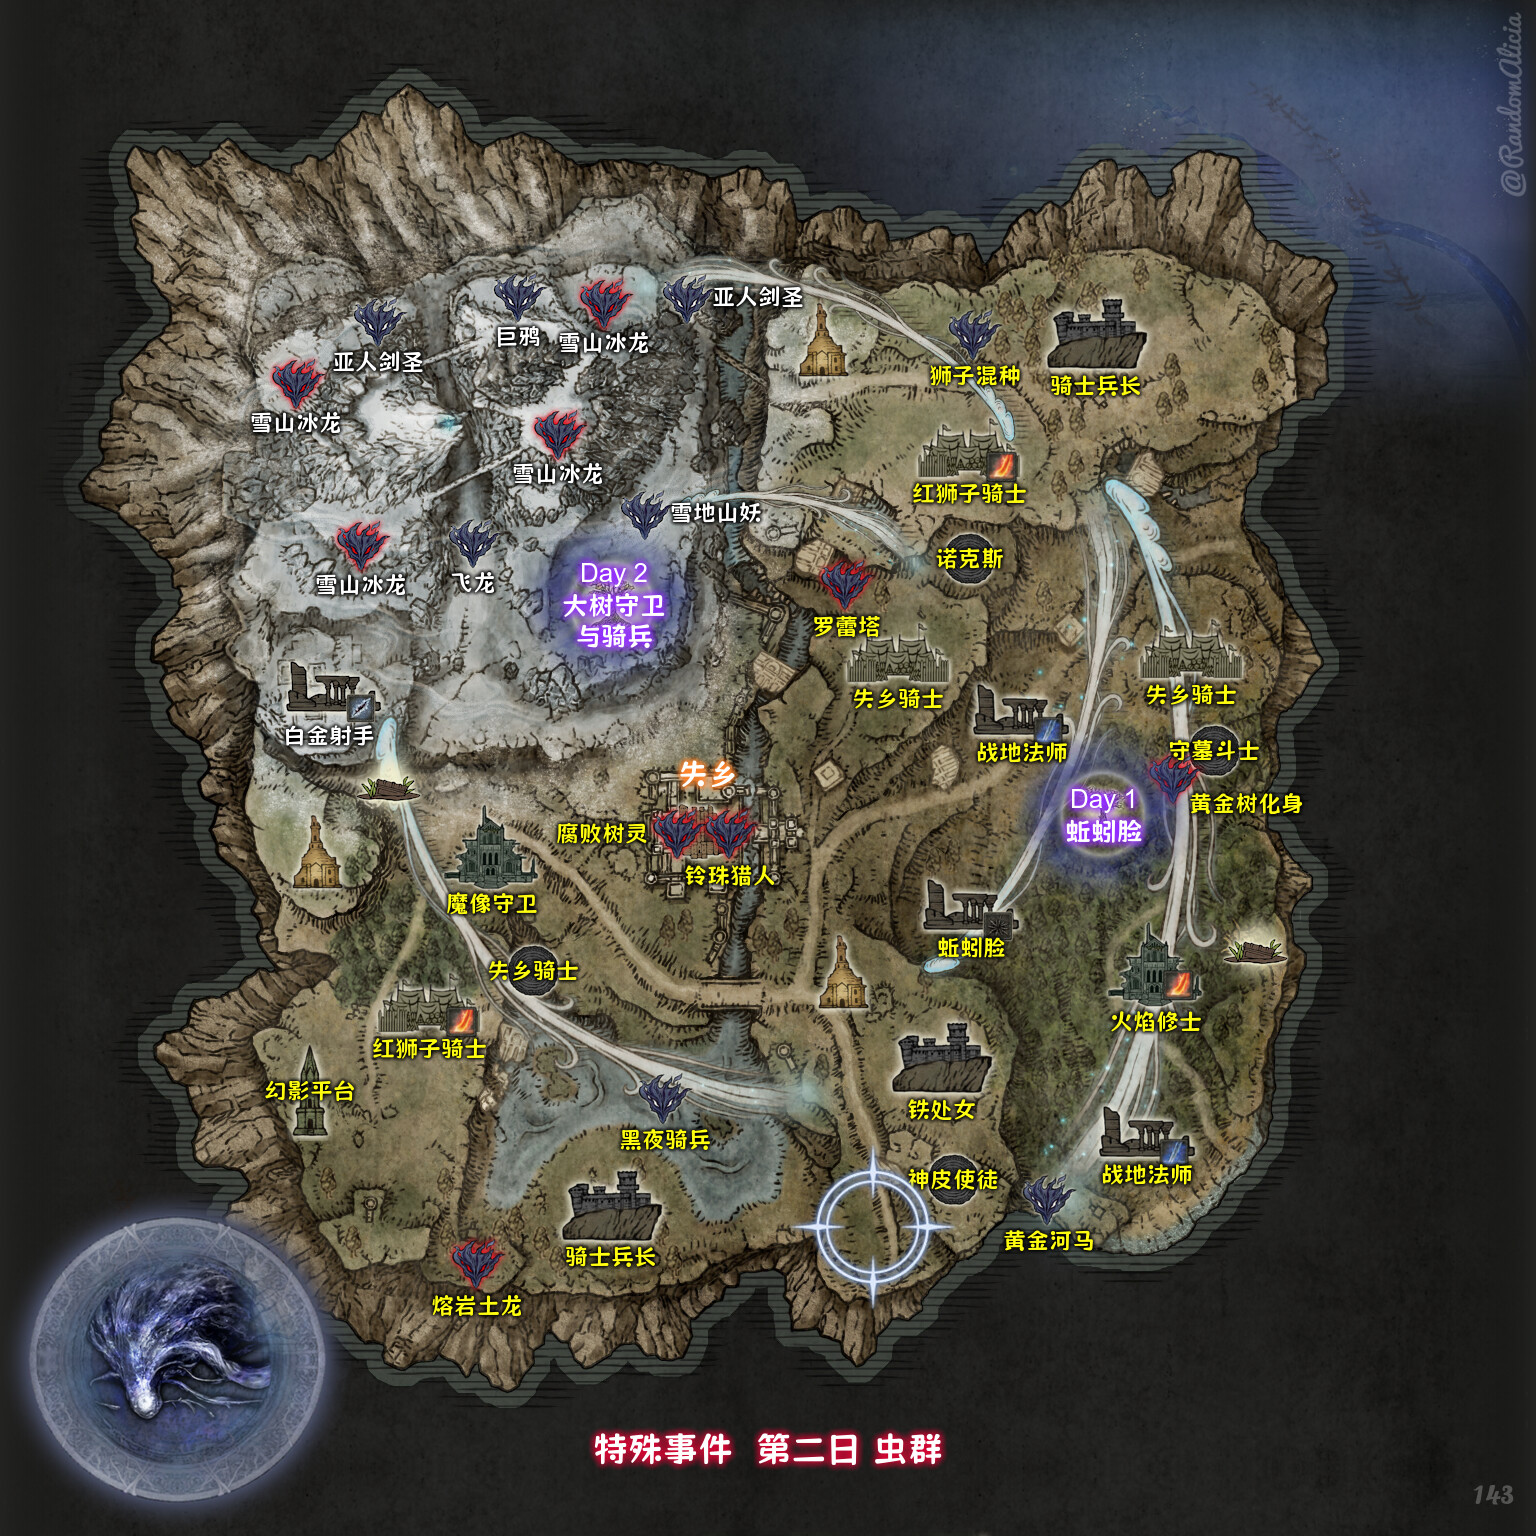 @RandomAlicia
亚人剑圣
巨鸦
雪山冰龙
亚人剑圣
狮子混种
骑士兵长
雪山冰龙
雪山冰龙
红狮子骑士
雪地山妖
诺克斯
雪山冰龙
飞龙
Day 2
大树守卫
与骑兵
罗蕾塔
失乡骑士
失乡骑士
白金射手
战地法师
守墓斗士
失乡
Day 1
蚯蚓脸
黄金树化身
腐败树灵
铃珠猎人
魔像守卫
蚯蚓脸
失乡骑士
火焰修士
红狮子骑士
幻影平台
铁处女
黑夜骑兵
神皮使徒
战地法师
骑士兵长
黄金河马
熔岩土龙
特殊事件 第二日 虫群
143